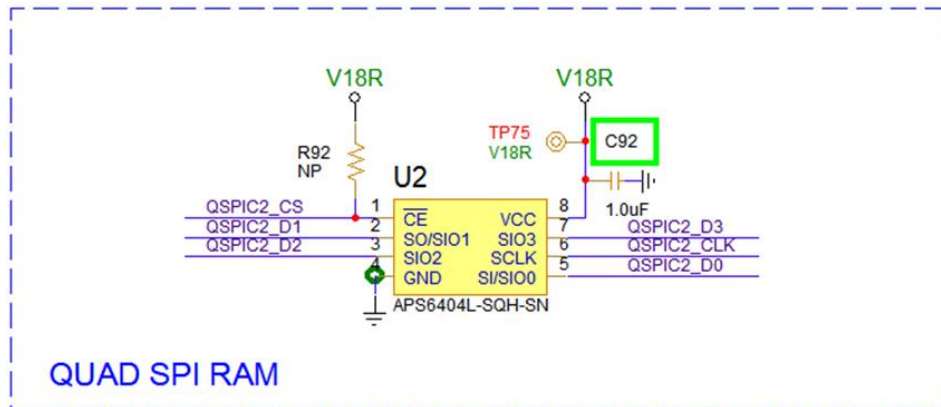 V18R
V18R
TP75
V18R
C92
R92
NP
U2
1.0uF
QSPIC2_CS
1
CE
VCC
8
QSPIC2_D1
2
SO/SIO1
SIO3
7
QSPIC2_D3
QSPIC2_D2
3
SIO2
SCLK
6
QSPIC2_CLK
4
GND
SI/SIO0
5
QSPIC2_D0
APS6404L-SQH-SN
QUAD SPI RAM